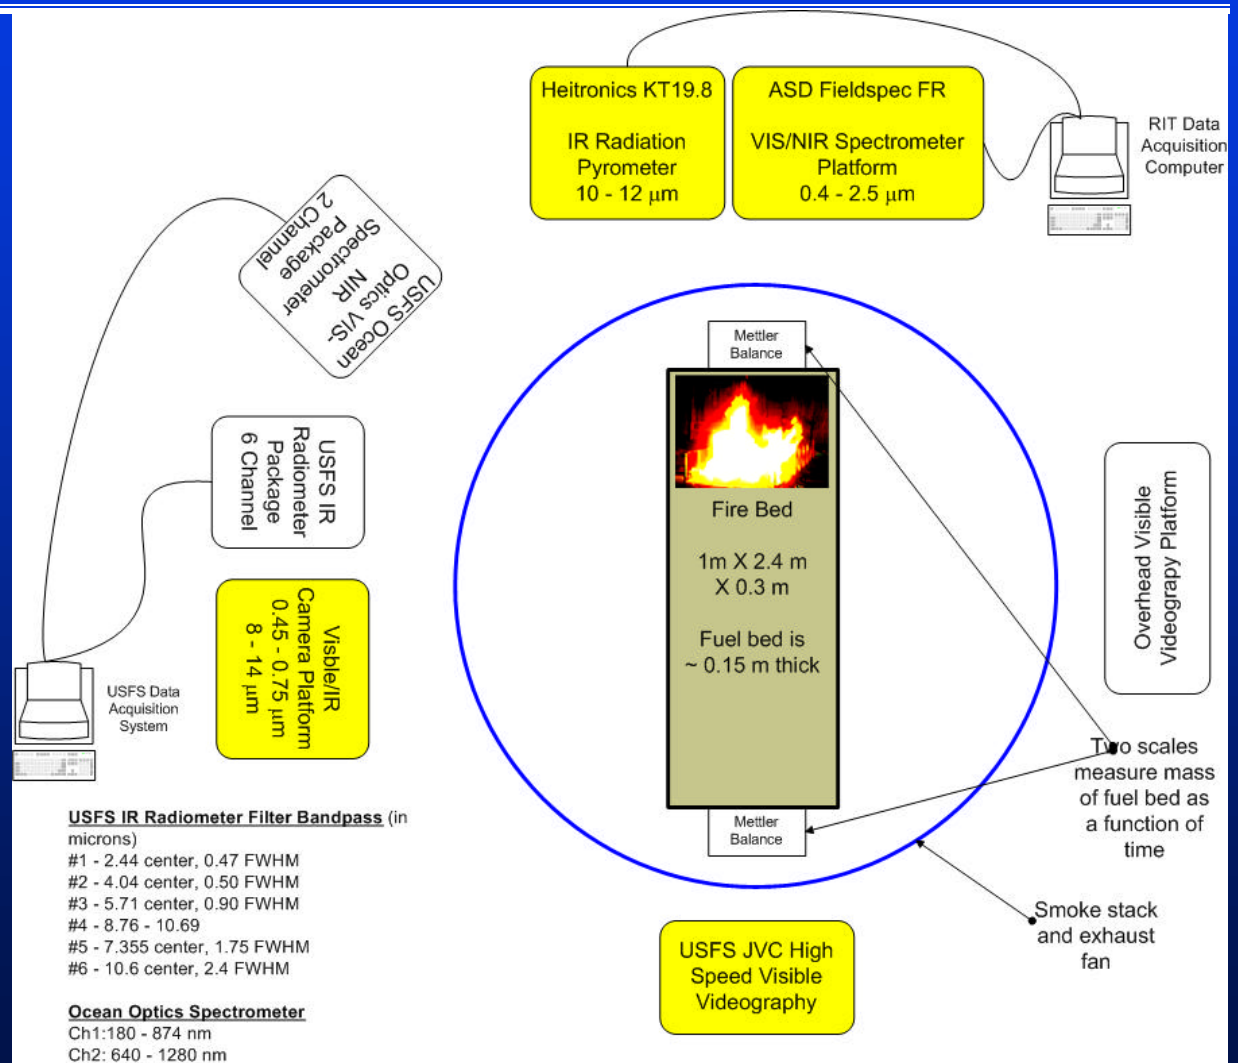 Heitronics KT19.8
IR Radiation
Pyrometer
10 - 12 μm
ASD Fieldspec FR
VIS/NIR Spectrometer
Platform
0.4 - 2.5 μm
RIT Data
Acquisition
Computer
USFS Ocean
Optics VIS-
NIR
Spectrometer
Package
2 Channel
USFS IR
Radiometer
Package
6 Channel
Visble/IR
Camera Platform
0.45 - 0.75 μm
8 - 14 μm
USFS Data
Acquisition
System
Mettler
Balance
Fire Bed
1m X 2.4 m
X 0.3 m
Fuel bed is
~ 0.15 m thick
Mettler
Balance
Overhead Visible
Videograpy Platform
Two scales
measure mass
of fuel bed as
a function of
time
Smoke stack
and exhaust
fan
USFS JVC High
Speed Visible
Videography
USFS IR Radiometer Filter Bandpass (in
microns)
#1 - 2.44 center, 0.47 FWHM
#2 - 4.04 center, 0.50 FWHM
#3 - 5.71 center, 0.90 FWHM
#4 - 8.76 - 10.69
#5 - 7.355 center, 1.75 FWHM
#6 - 10.6 center, 2.4 FWHM
Ocean Optics Spectrometer
Ch1:180 - 874 nm
Ch2: 640 - 1280 nm